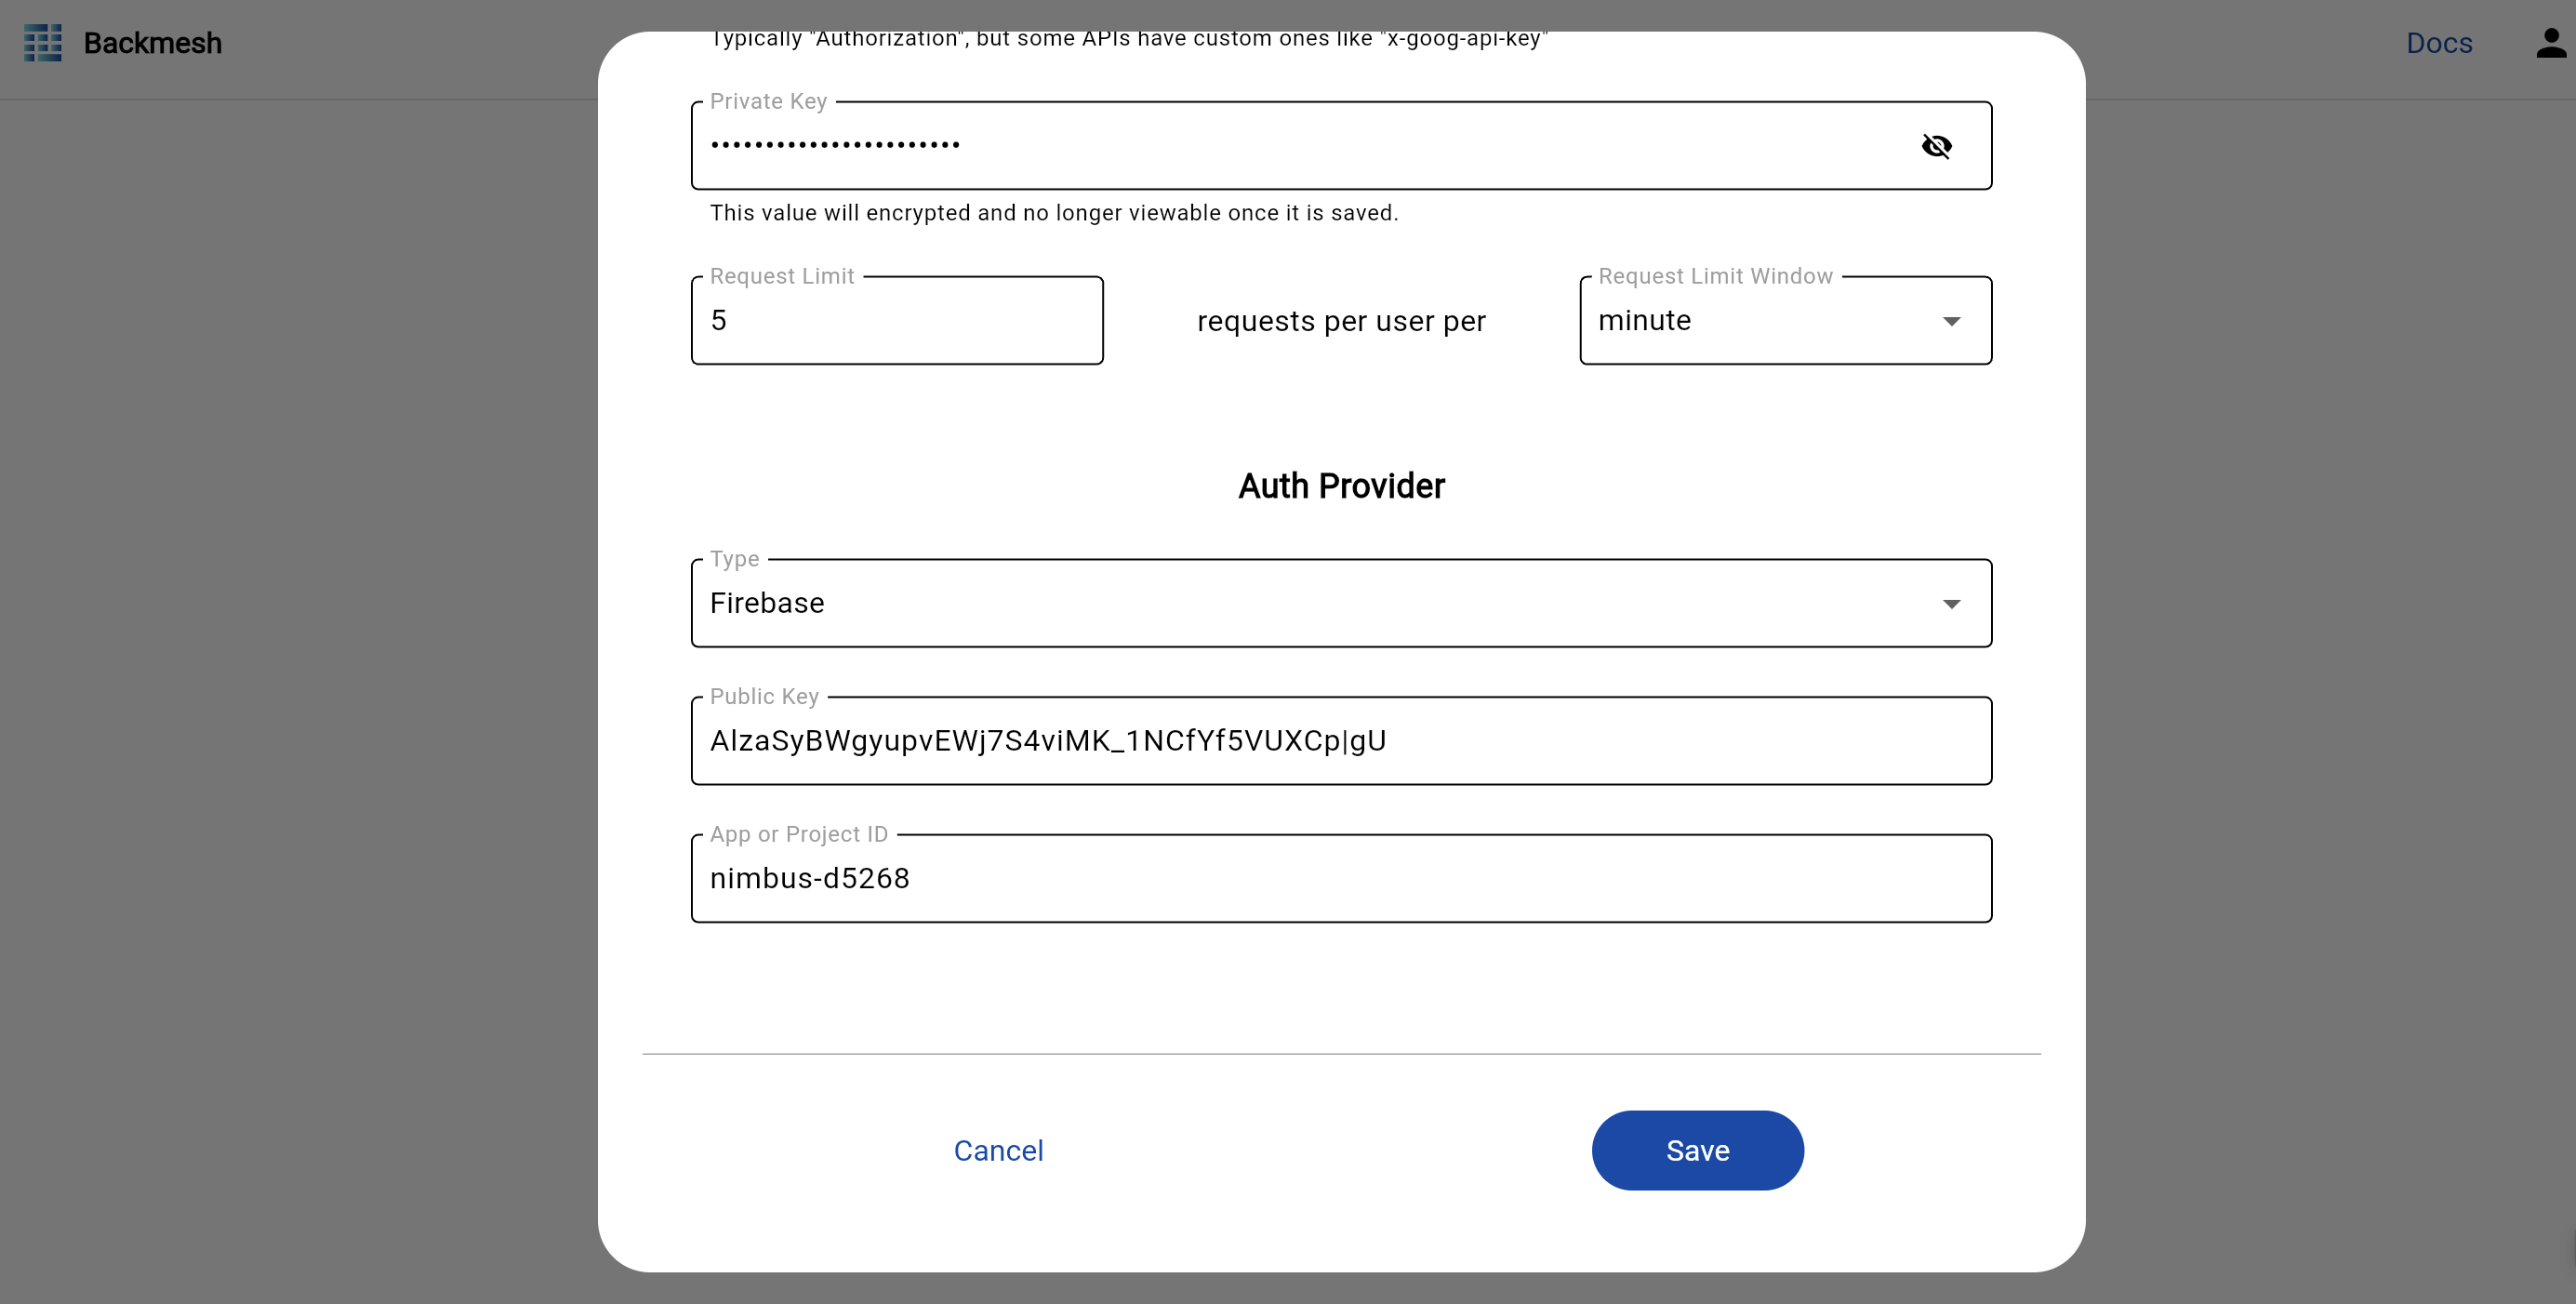 Backmesh
Docs
Typically "Authorization", but some APIs have custom ones like "x-goog-api-key"
Private Key
•••••••••••••••••••••••
This value will encrypted and no longer viewable once it is saved.
Request Limit
5
requests per user per
Request Limit Window
minute
Auth Provider
Type
Firebase
Public Key
AlzaSyBWgyupvEWj7S4viMK_1NCfYf5VUXCp|gU
App or Project ID
nimbus-d5268
Cancel
Save